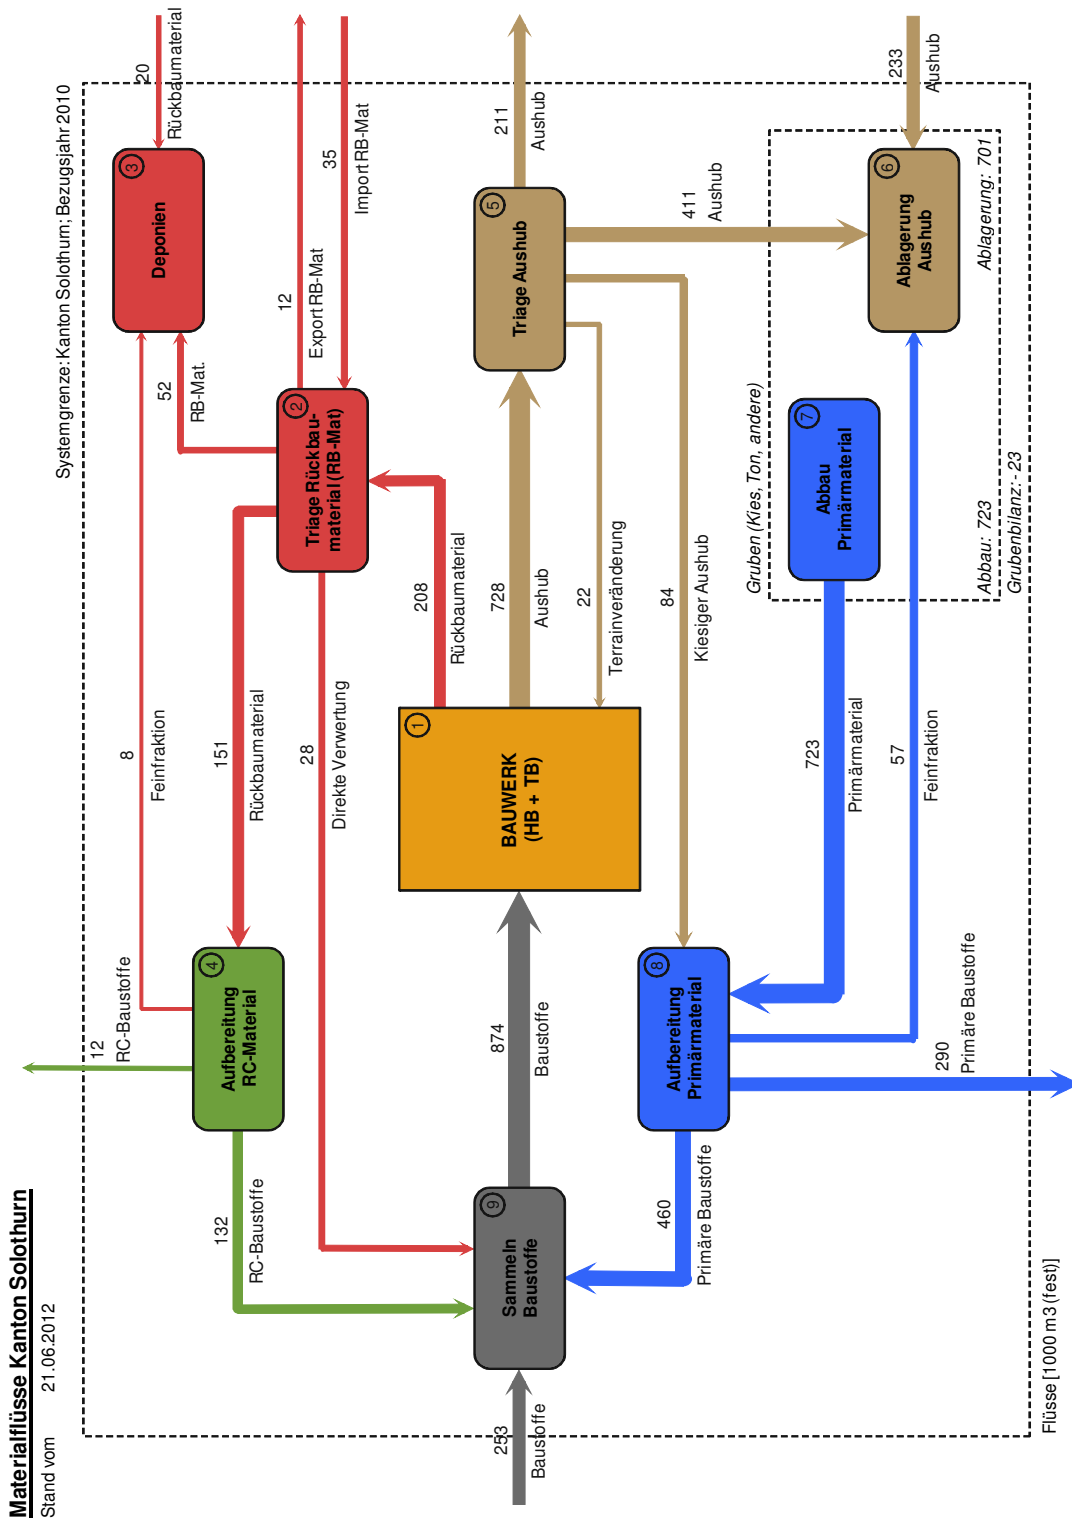 Materialflüsse Kanton Solothurn
Stand vom 21.06.2012
Systemgrenze: Kanton Solothurn; Bezugsjahr 2010
12
RC-Baustoffe
8
Feinfraktion
20
Rückbaumaterial
3
Deponien
52
RB-Mat.
4
Aufbereitung
RC-Material
151
Rückbaumaterial
2
Triage Rückbau-
material (RB-Mat)
12
Export RB-Mat
35
Import RB-Mat
132
RC-Baustoffe
28
Direkte Verwertung
208
Rückbaumaterial
253
Baustoffe
9
Sammeln
Baustoffe
874
Baustoffe
1
BAUWERK
(HB + TB)
728
Aushub
5
Triage Aushub
211
Aushub
22
Terrainveränderung
84
Kiesiger Aushub
411
Aushub
460
Primäre Baustoffe
8
Aufbereitung
Primärmaterial
723
Primärmaterial
Gruben (Kies, Ton, andere)
7
Abbau
Primärmaterial
6
Ablagerung
Aushub
233
Aushub
57
Feinfraktion
290
Primäre Baustoffe
Abbau: 723
Ablagerung: 701
Grubenbilanz: - 23
Flüsse [1000 m3 (fest)]